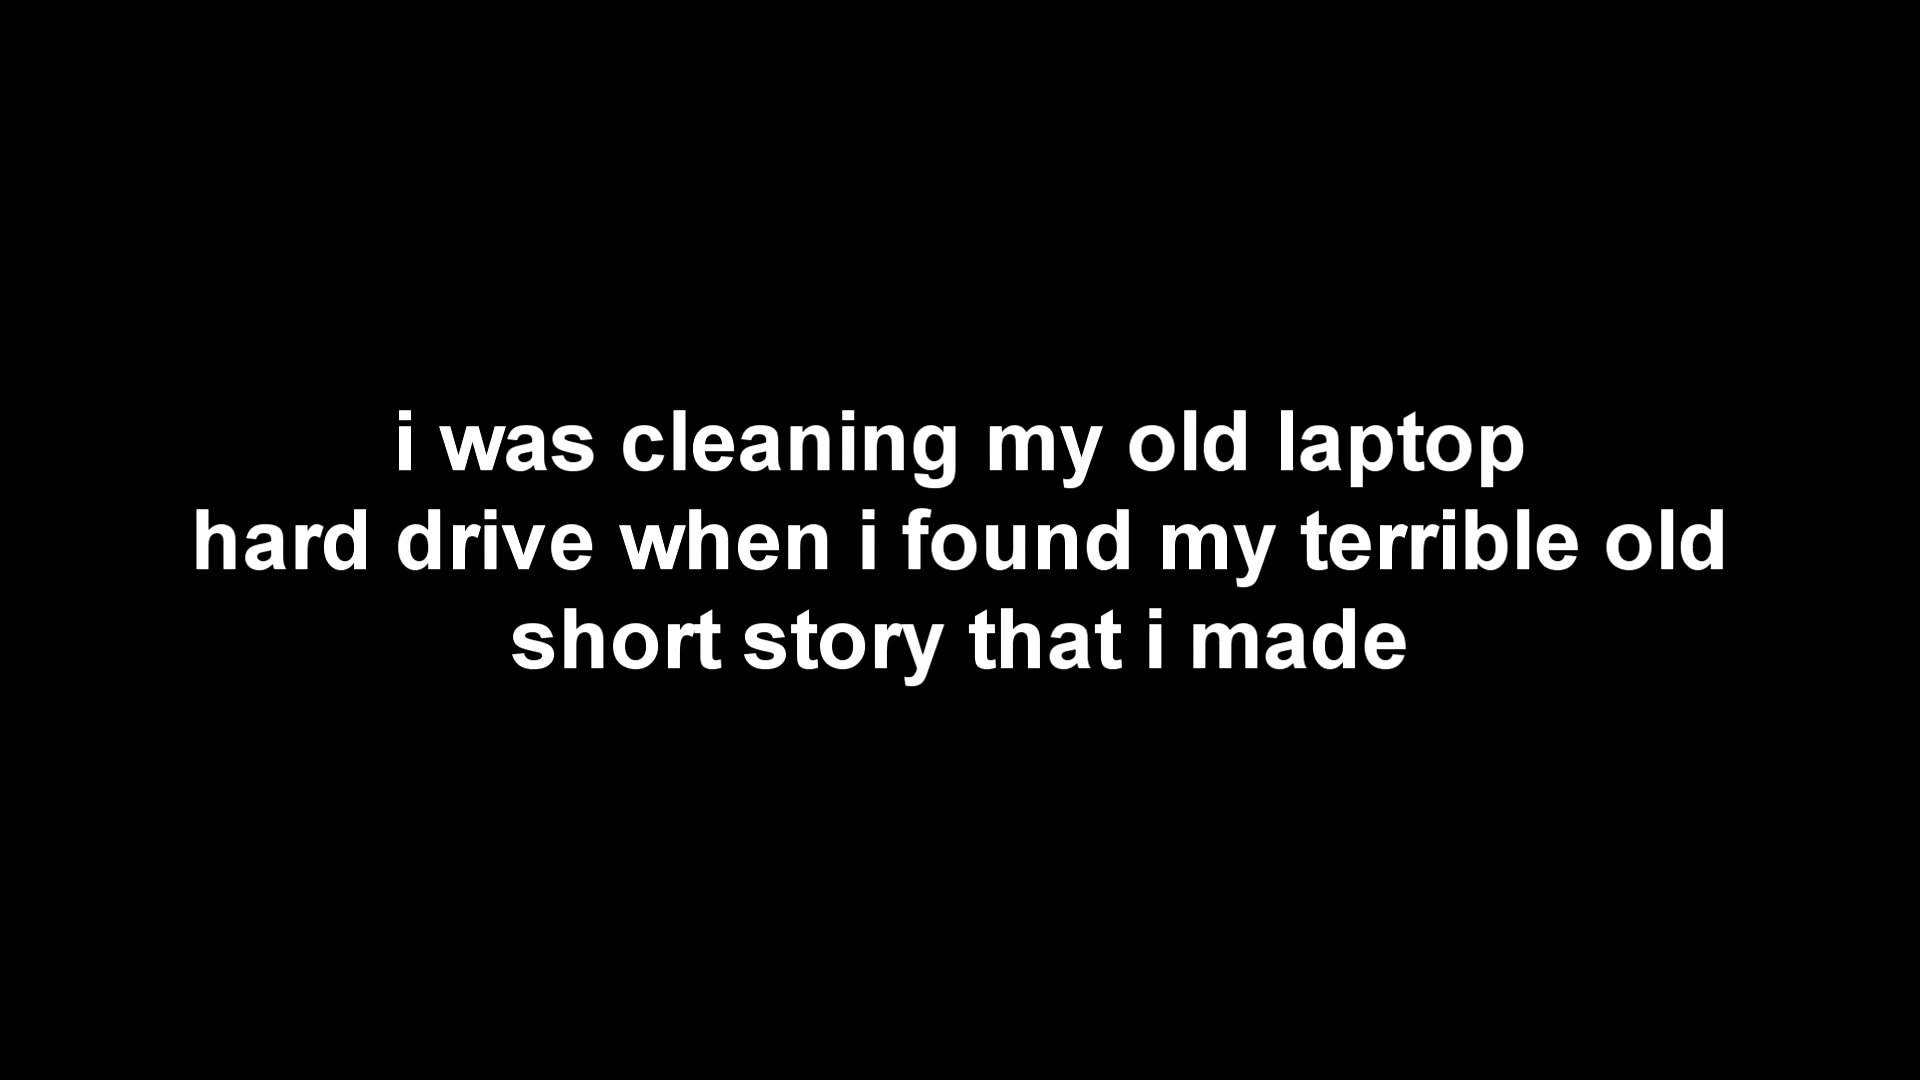 i was cleaning my old laptop
hard drive when i found my terrible old
short story that i made